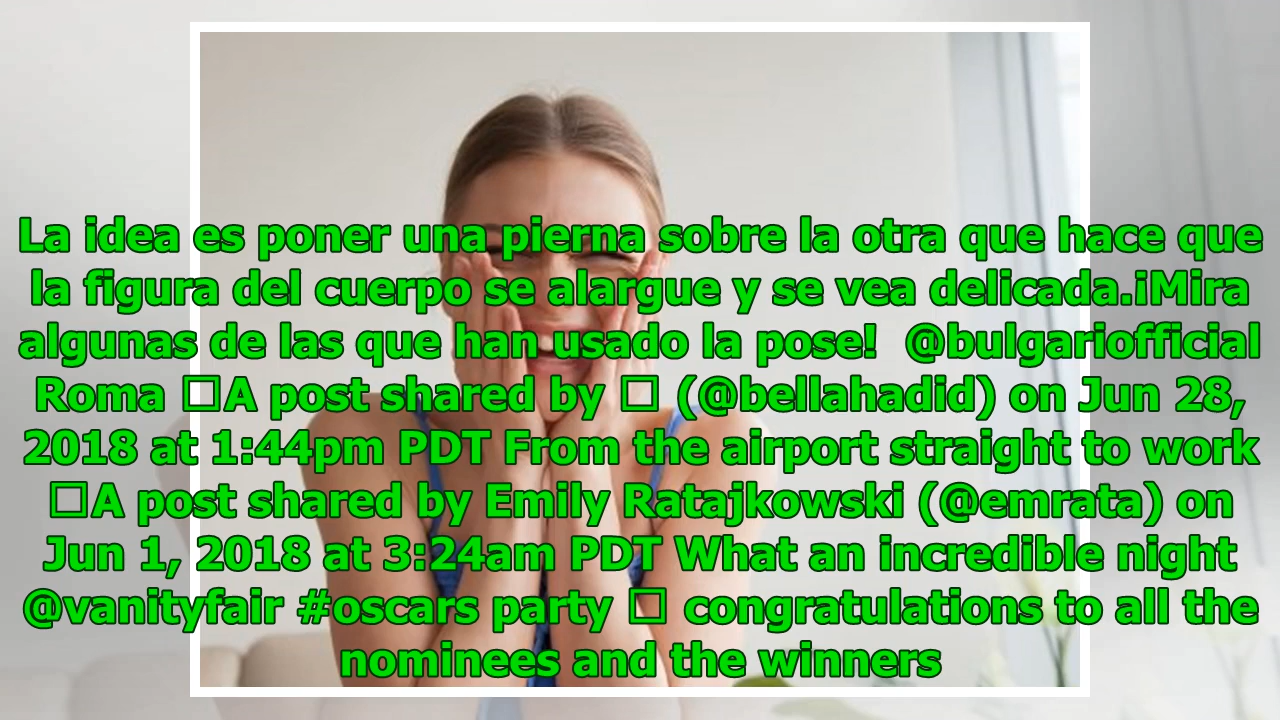 La idea es poner una pierna sobre la otra que hace que
la figura del cuerpo se alargue y se vea delicada.¡Mira
algunas de las que han usado la pose!  @bulgariofficial
Roma □A post shared by □ (@bellahadid) on Jun 28,
2018 at 1:44pm PDT From the airport straight to work
□A post shared by Emily Ratajkowski (@emrata) on
Jun 1, 2018 at 3:24am PDT What an incredible night
@vanityfair #oscars party □ congratulations to all the
nominees and the winners